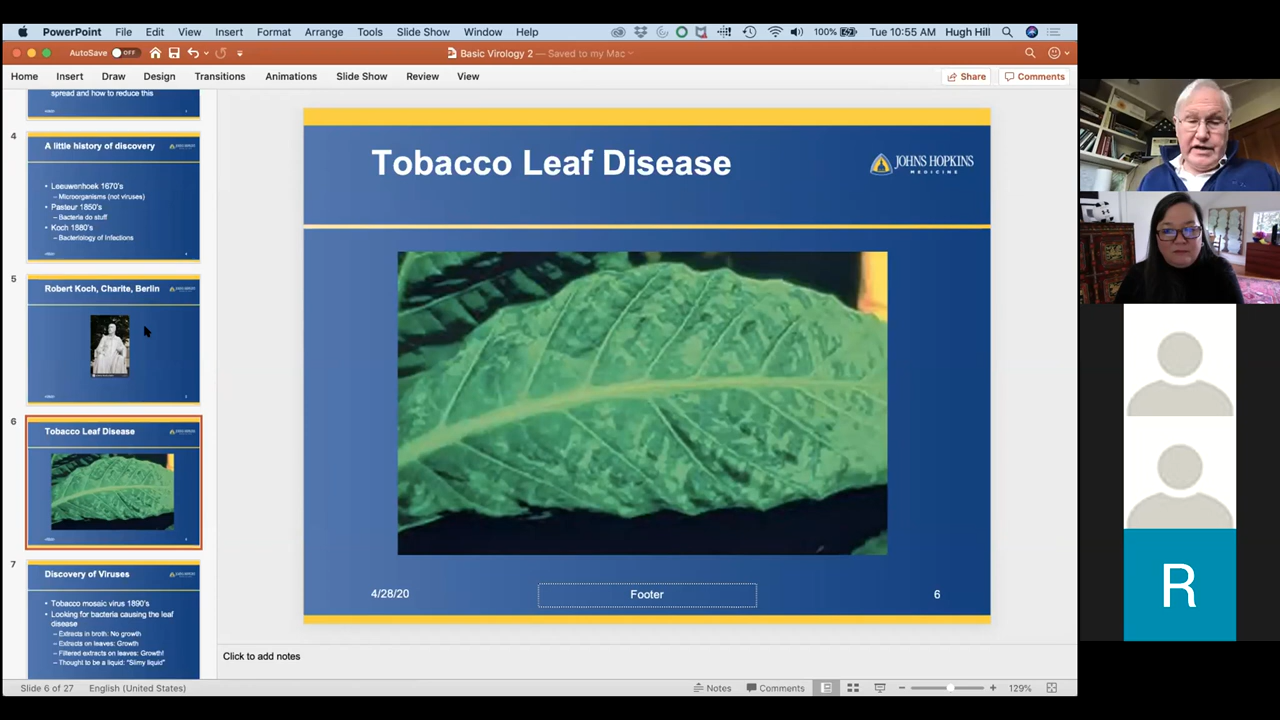 PowerPoint File Edit View Insert Format Arrange Tools Slide Show Window Help 100% Tue 10:55 AM Hugh Hill
AutoSave OFF Basic Virology 2 — Saved to my Mac
Home Insert Draw Design Transitions Animations Slide Show Review View Share Comments
spread and how to reduce this
4
A little history of discovery
• Leeuwenhoek 1670's
– Microorganisms (not viruses)
• Pasteur 1850's
– Bacteria do stuff
• Koch 1880's
– Bacteriology of Infections
5
Robert Koch, Charite, Berlin
6
Tobacco Leaf Disease
7
Discovery of Viruses
• Tobacco mosaic virus 1890's
• Looking for bacteria causing the leaf
disease
– Extracts in broth: No growth
– Extracts on leaves: Growth
– Filtered extracts on leaves: Growth!
– Thought to be a liquid: "Slimy liquid"
Tobacco Leaf Disease
JOHNS HOPKINS
MEDICINE
4/28/20 Footer 6
Click to add notes
Slide 6 of 27 English (United States) Notes Comments 129%
R